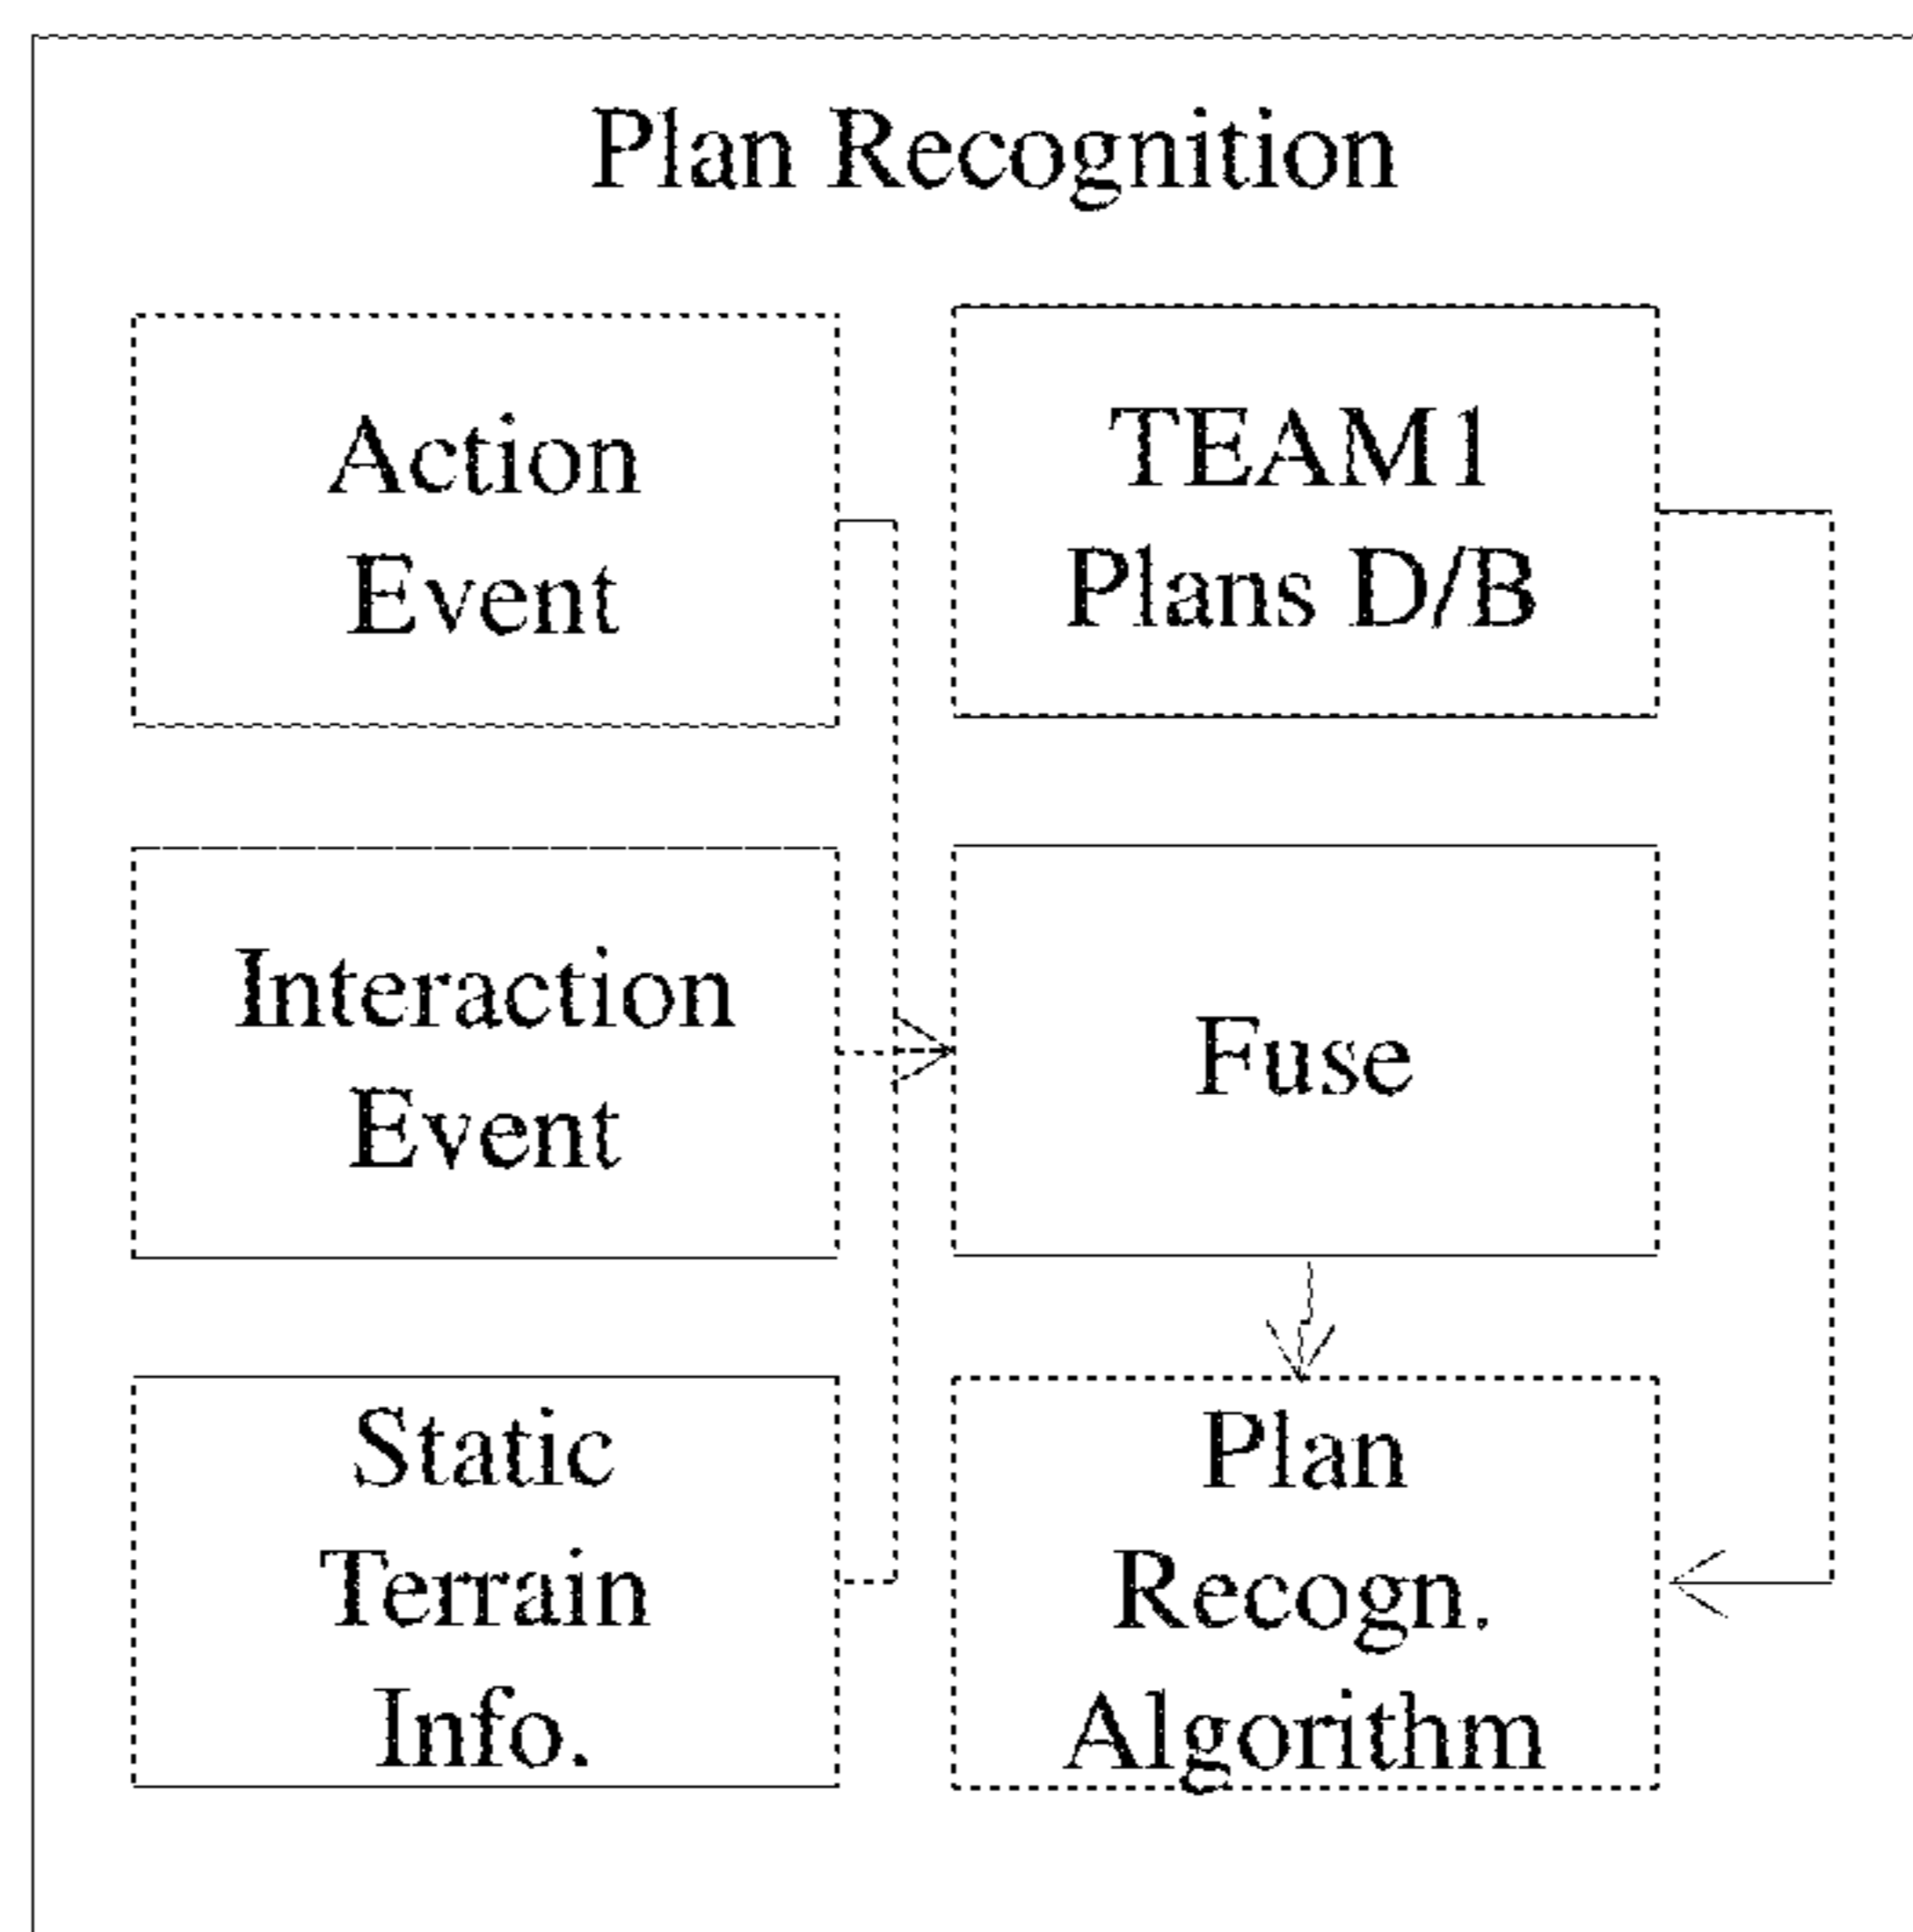 Plan Recognition
Action
Event
TEAM1
Plans D/B
Interaction
Event
Fuse
Static
Terrain
Info.
Plan
Recogn.
Algorithm